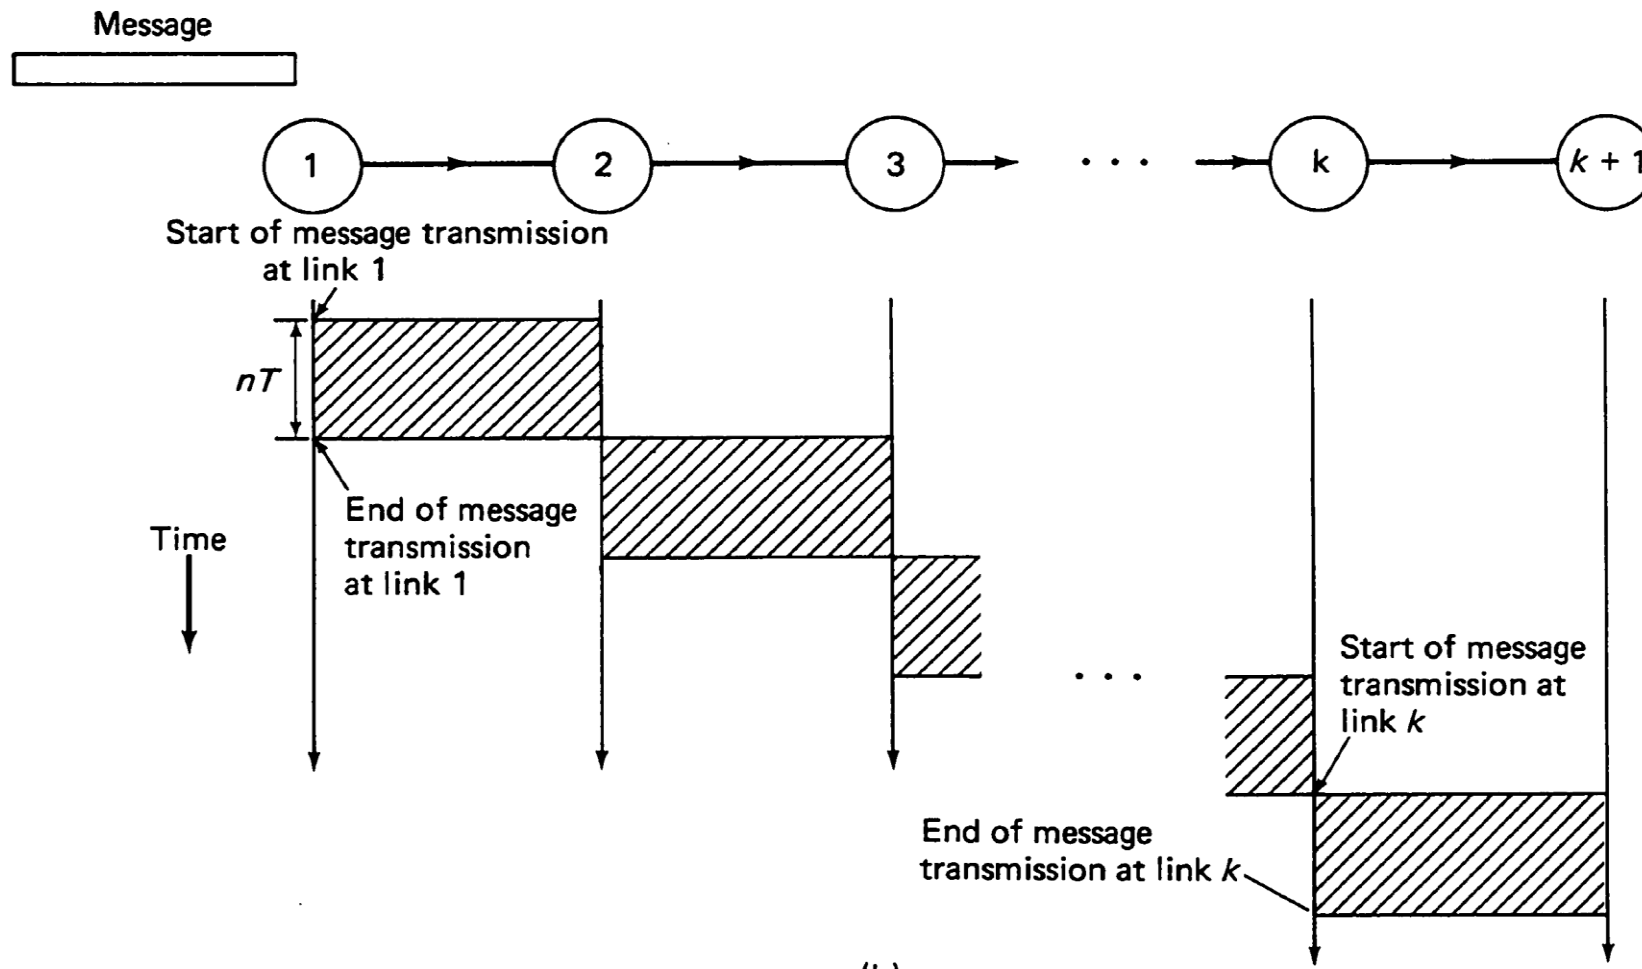 Message
1
2
3
. . .
k
k + 1
Start of message transmission
at link 1
nT
End of message
transmission
at link 1
Time
. . .
Start of message
transmission at
link k
End of message
transmission at link k